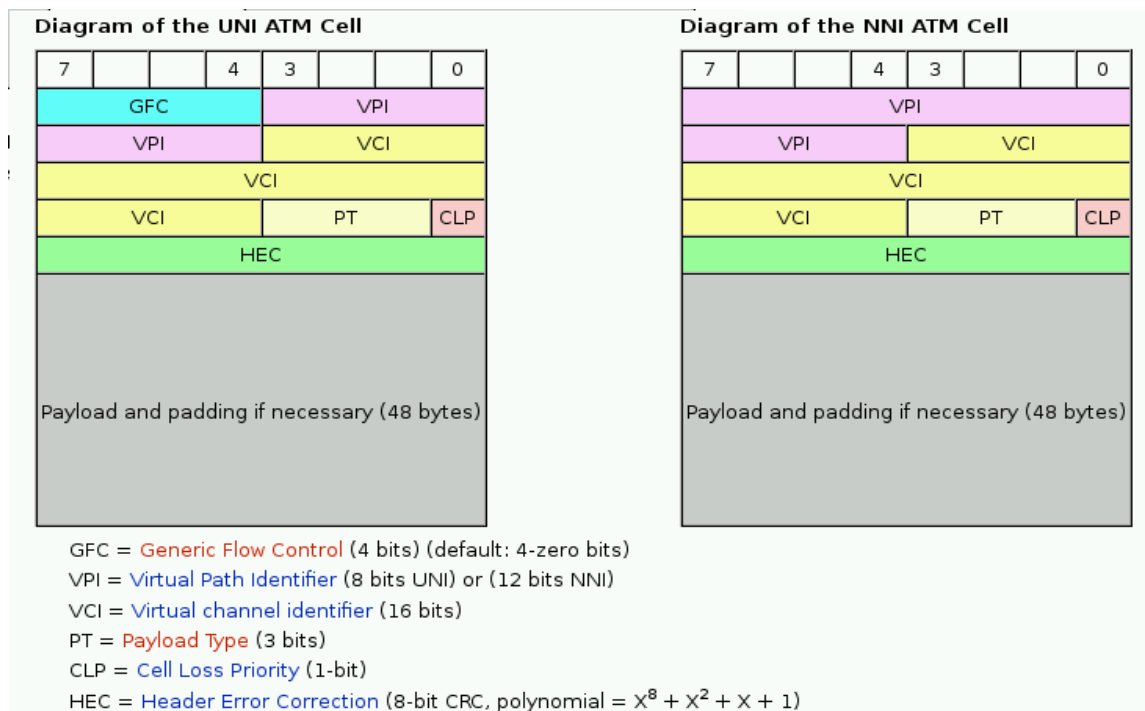 Diagram of the UNI ATM Cell
7 4 3 0
GFC VPI
VPI VCI
VCI
VCI PT CLP
HEC
Payload and padding if necessary (48 bytes)
Diagram of the NNI ATM Cell
7 4 3 0
VPI
VPI VCI
VCI
VCI PT CLP
HEC
Payload and padding if necessary (48 bytes)
GFC = Generic Flow Control (4 bits) (default: 4-zero bits)
VPI = Virtual Path Identifier (8 bits UNI) or (12 bits NNI)
VCI = Virtual channel identifier (16 bits)
PT = Payload Type (3 bits)
CLP = Cell Loss Priority (1-bit)
HEC = Header Error Correction (8-bit CRC, polynomial = X⁸ + X² + X + 1)